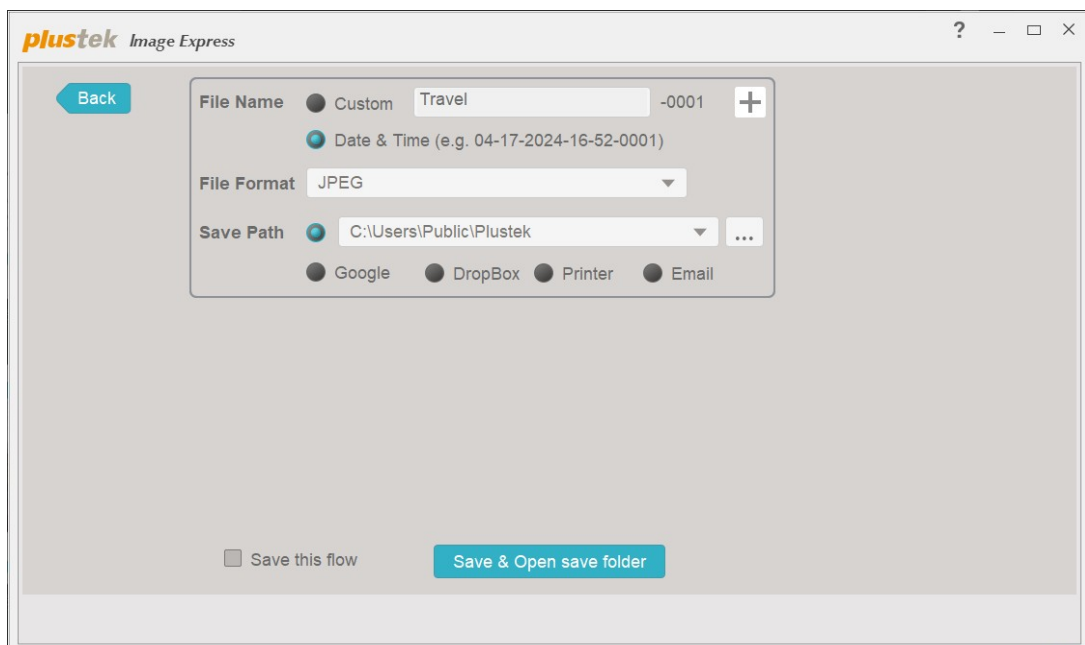 plustek Image Express ?
Back
File Name Custom Travel -0001
Date & Time (e.g. 04-17-2024-16-52-0001)
File Format JPEG
Save Path C:\Users\Public\Plustek ...
Google DropBox Printer Email
Save this flow Save & Open save folder